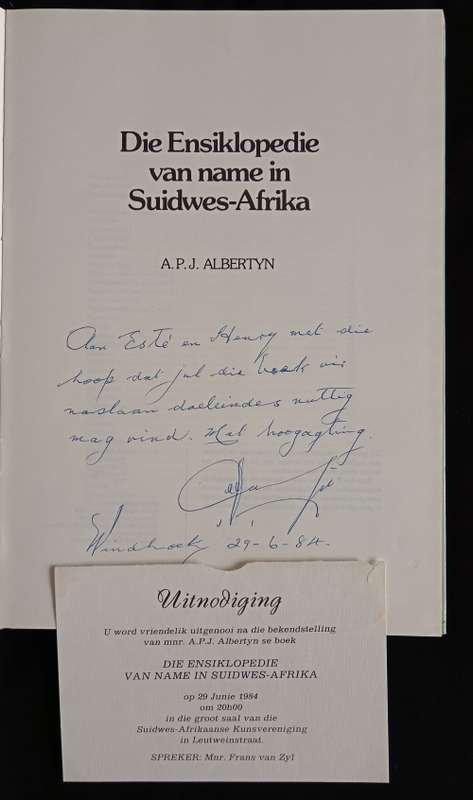 Die Ensiklopedie
van name in
Suidwes-Afrika
A.P.J. ALBERTYN
Aan Esté en Henry met die
hoop dat jul die boek vir
naslaan doeleindes nuttig
mag vind. Met hoogagting.
Windhoek, 29-6-84.
Uitnodiging
U word vriendelik uitgenooi na die bekendstelling
van mnr. A.P.J. Albertyn se boek
DIE ENSIKLOPEDIE
VAN NAME IN SUIDWES-AFRIKA
op 29 Junie 1984
om 20h00
in die groot saal van die
Suidwes-Afrikaanse Kunsvereniging
in Leutweinstraat.
SPREKER: Mnr. Frans van Zyl